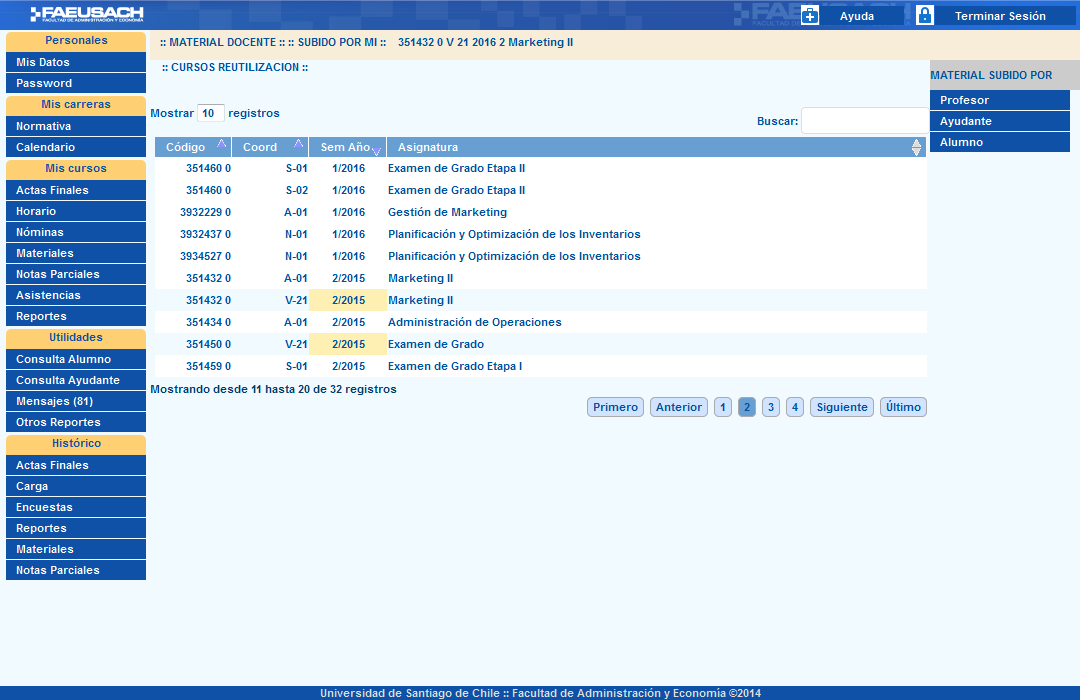 FAEUSACH
FACULTAD DE ADMINISTRACIÓN Y ECONOMÍA
Ayuda
Terminar Sesión
Personales
Mis Datos
Password
Mis carreras
Normativa
Calendario
Mis cursos
Actas Finales
Horario
Nóminas
Materiales
Notas Parciales
Asistencias
Reportes
Utilidades
Consulta Alumno
Consulta Ayudante
Mensajes (81)
Otros Reportes
Histórico
Actas Finales
Carga
Encuestas
Reportes
Materiales
Notas Parciales
:: MATERIAL DOCENTE :: :: SUBIDO POR MI :: 351432 0 V 21 2016 2 Marketing II
:: CURSOS REUTILIZACION ::
Mostrar 10 registros
Buscar:
Código Coord Sem Año Asignatura
351460 0 S-01 1/2016 Examen de Grado Etapa II
351460 0 S-02 1/2016 Examen de Grado Etapa II
3932229 0 A-01 1/2016 Gestión de Marketing
3932437 0 N-01 1/2016 Planificación y Optimización de los Inventarios
3934527 0 N-01 1/2016 Planificación y Optimización de los Inventarios
351432 0 A-01 2/2015 Marketing II
351432 0 V-21 2/2015 Marketing II
351434 0 A-01 2/2015 Administración de Operaciones
351450 0 V-21 2/2015 Examen de Grado
351459 0 S-01 2/2015 Examen de Grado Etapa I
Mostrando desde 11 hasta 20 de 32 registros
Primero Anterior 1 2 3 4 Siguiente Último
MATERIAL SUBIDO POR
Profesor
Ayudante
Alumno
Universidad de Santiago de Chile :: Facultad de Administración y Economía ©2014